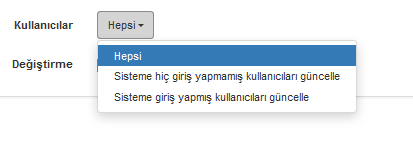 Kullanıcılar
Hepsi
Hepsi
Değiştirme
Sisteme hiç giriş yapmamış kullanıcıları güncelle
Sisteme giriş yapmış kullanıcıları güncelle